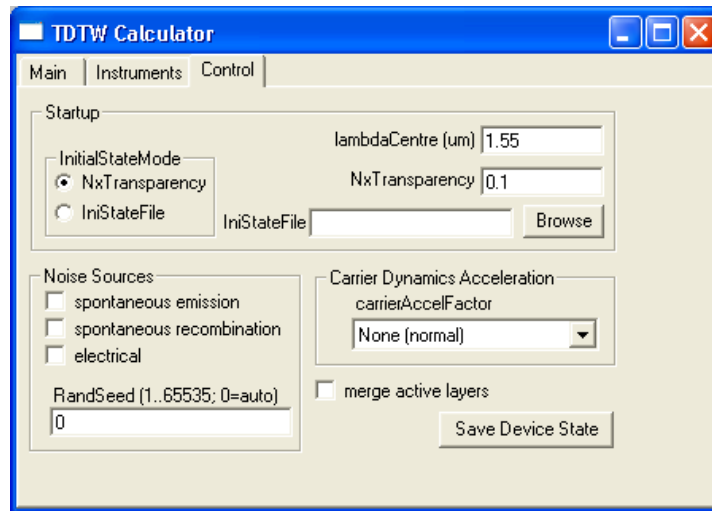 TDTW Calculator
Main Instruments Control
Startup
lambdaCentre (um) 1.55
InitialStateMode
NxTransparency
NxTransparency 0.1
IniStateFile
IniStateFile Browse
Noise Sources
spontaneous emission
spontaneous recombination
electrical
RandSeed (1..65535; 0=auto)
0
Carrier Dynamics Acceleration
carrierAccelFactor
None (normal)
merge active layers
Save Device State